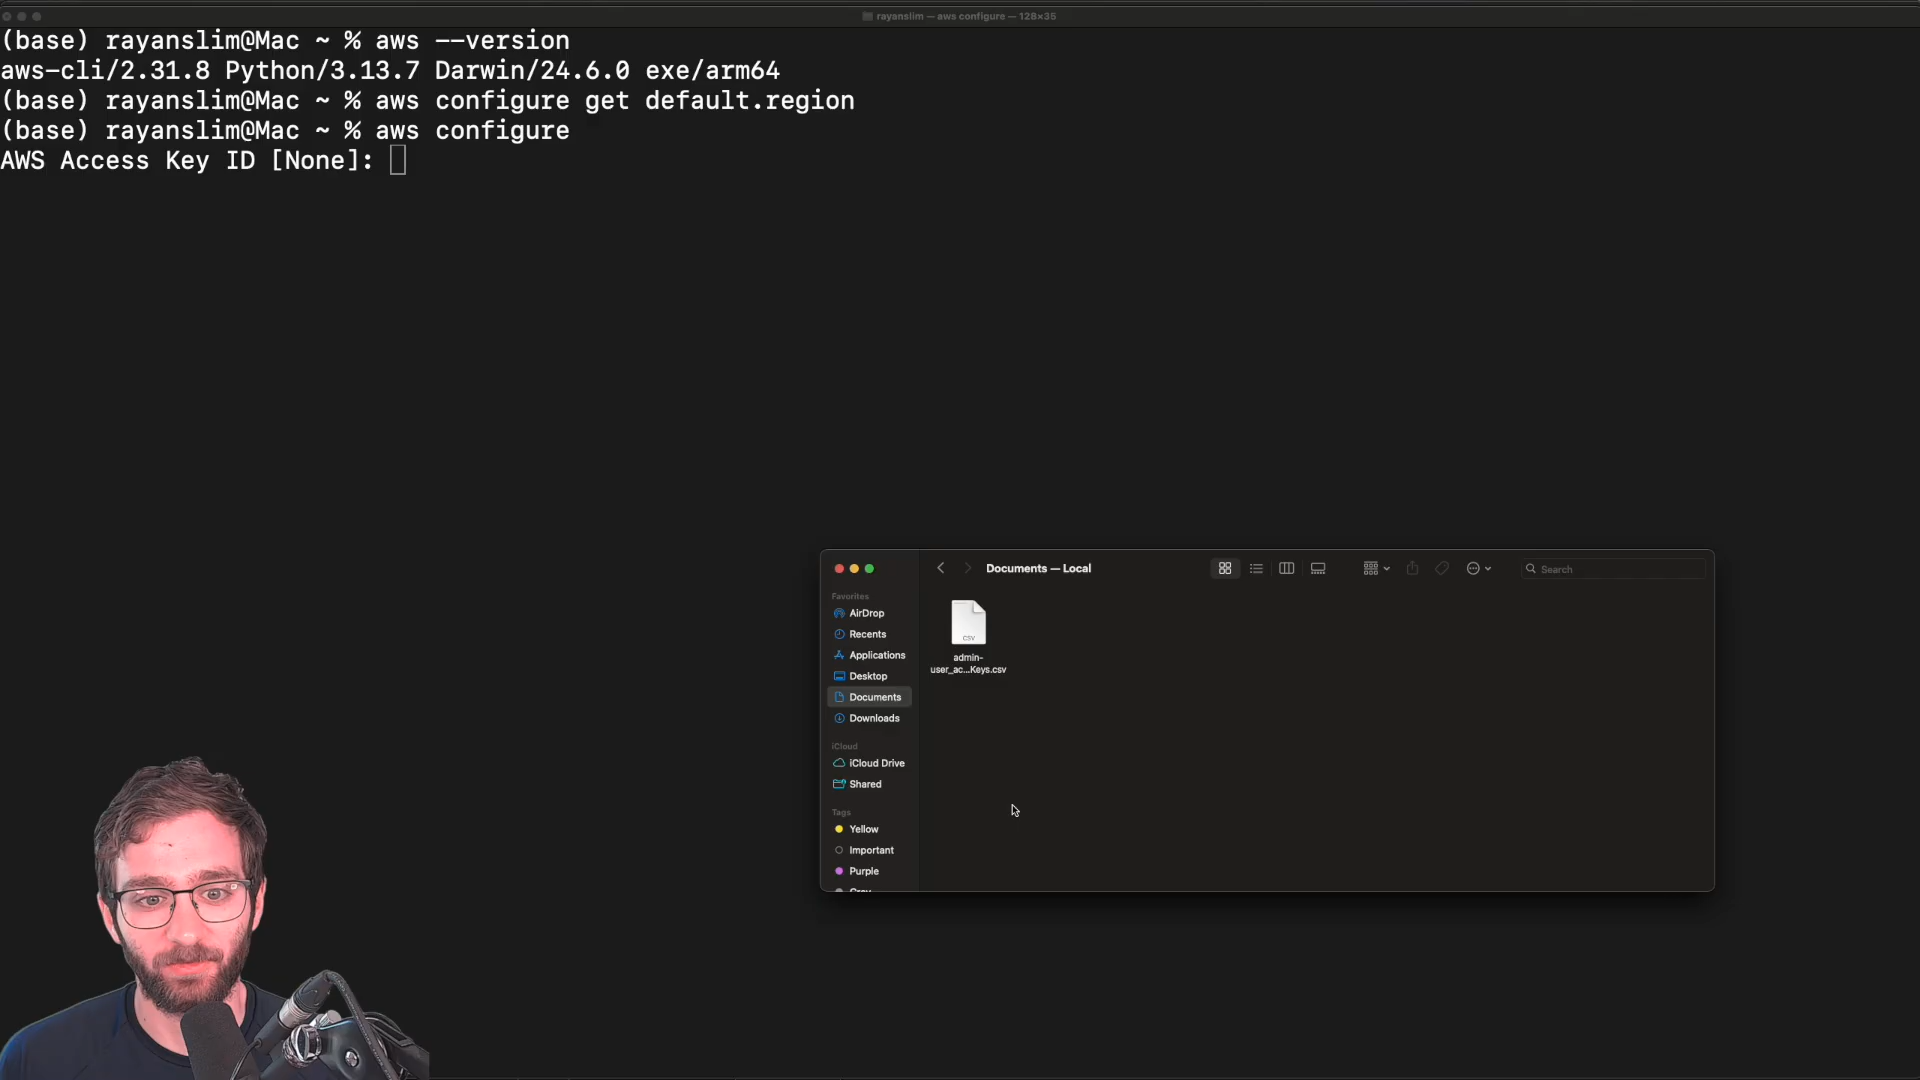 rayanslim — aws configure — 128×35
(base) rayanslim@Mac ~ % aws --version
aws-cli/2.31.8 Python/3.13.7 Darwin/24.6.0 exe/arm64
(base) rayanslim@Mac ~ % aws configure get default.region
(base) rayanslim@Mac ~ % aws configure
AWS Access Key ID [None]:
Documents — Local
Search
Favorites
AirDrop
Recents
Applications
Desktop
Documents
Downloads
iCloud
iCloud Drive
Shared
Tags
Yellow
Important
Purple
CSV
admin-
user_ac...Keys.csv